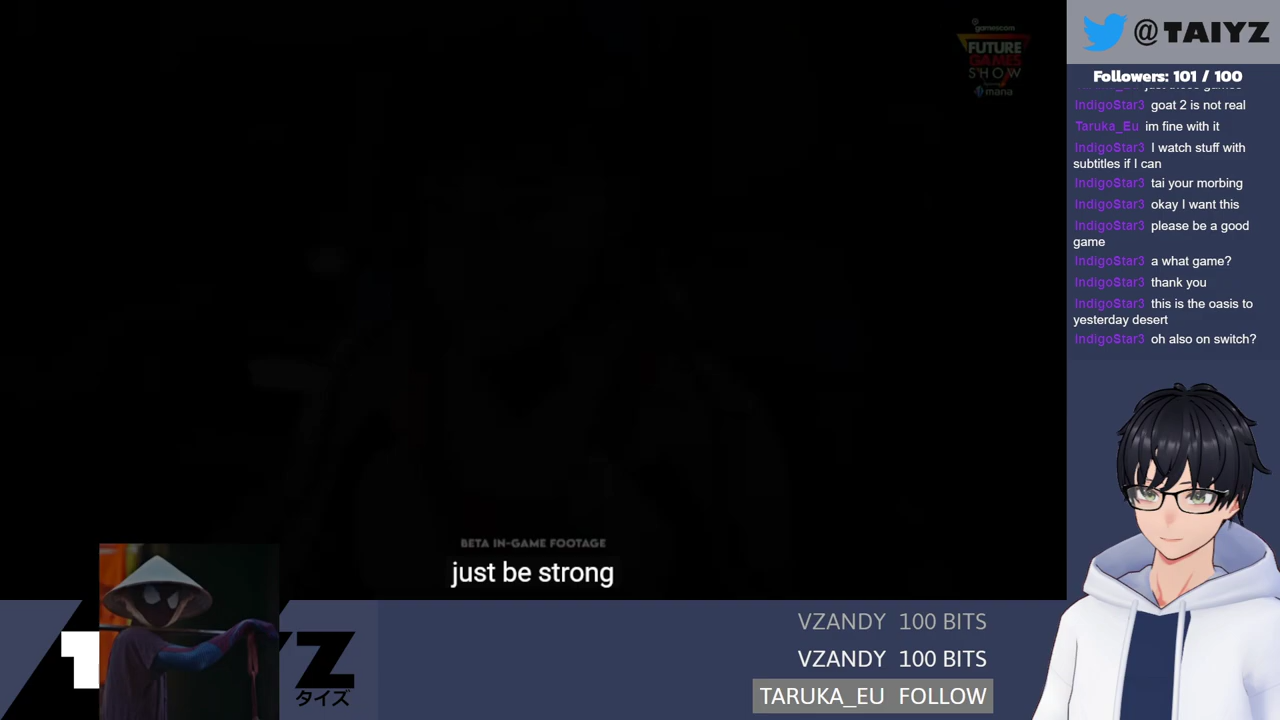 gamescom
FUTURE
GAMES
SHOW
mana
@TAIYZ
Followers: 101 / 100
IndigoStar3 goat 2 is not real
Taruka_Eu im fine with it
IndigoStar3 I watch stuff with
subtitles if I can
IndigoStar3 tai your morbing
IndigoStar3 okay I want this
IndigoStar3 please be a good
game
IndigoStar3 a what game?
IndigoStar3 thank you
IndigoStar3 this is the oasis to
yesterday desert
IndigoStar3 oh also on switch?
BETA IN-GAME FOOTAGE
just be strong
VZANDY 100 BITS
VZANDY 100 BITS
TARUKA_EU FOLLOW
タイズ